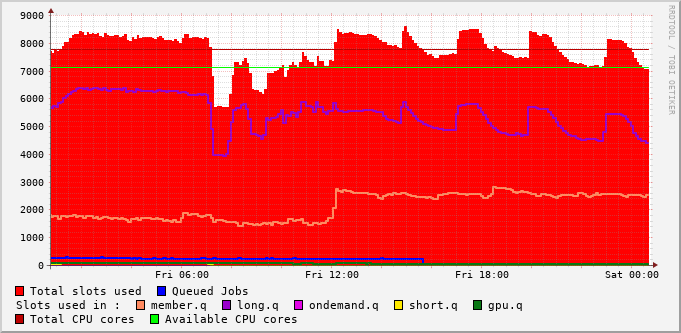 9000
8000
7000
6000
5000
4000
3000
2000
1000
0
Fri 06:00 Fri 12:00 Fri 18:00 Sat 00:00
Total slots used Queued Jobs
Slots used in : member.q long.q ondemand.q short.q gpu.q
Total CPU cores Available CPU cores
RRDTOOL / TOBI OETIKER